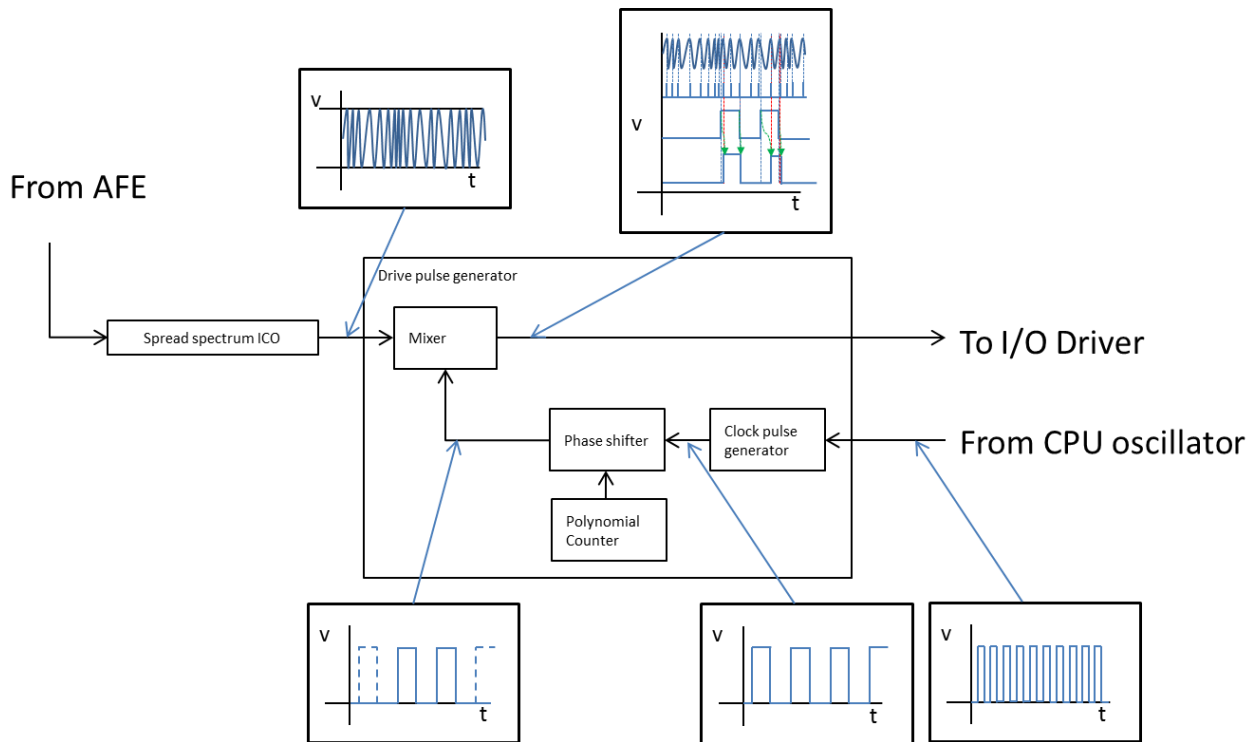 v
t
v
t
From AFE
Drive pulse generator
Spread spectrum ICO
Mixer
To I/O Driver
Phase shifter
Clock pulse
generator
From CPU oscillator
Polynomial
Counter
v
t
v
t
v
t